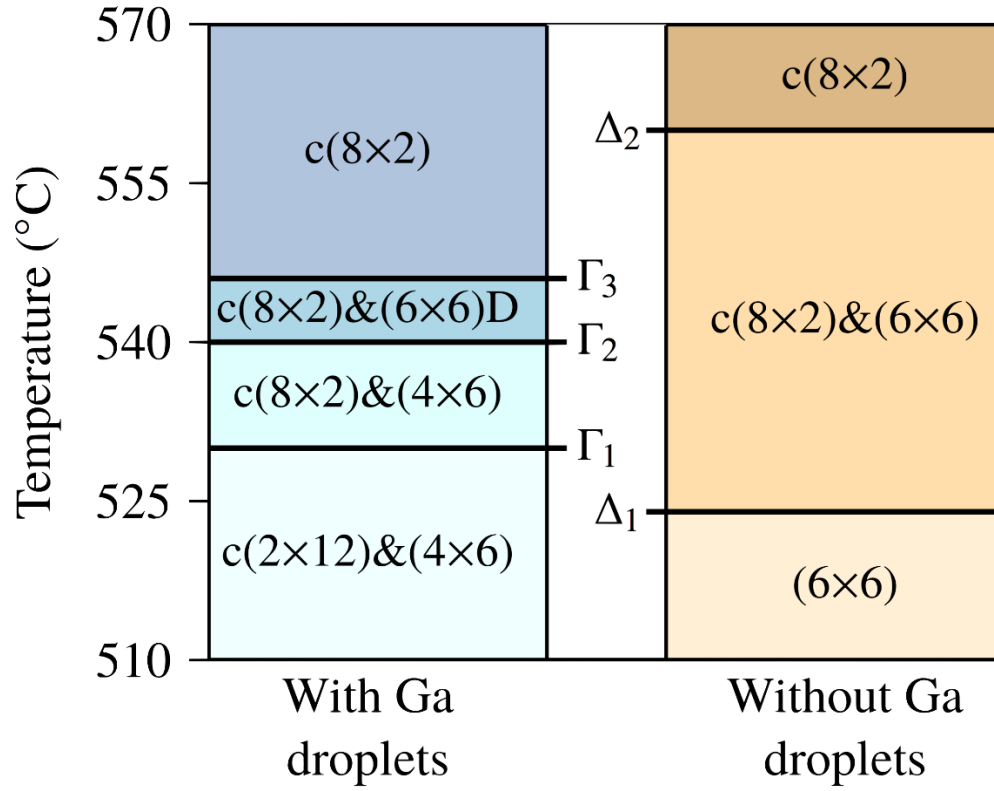 Temperature (°C)
570
555
540
525
510
c(8×2)
Γ₃
c(8×2)&(6×6)D
Γ₂
c(8×2)&(4×6)
Γ₁
c(2×12)&(4×6)
With Ga
droplets
c(8×2)
Δ₂
c(8×2)&(6×6)
Δ₁
(6×6)
Without Ga
droplets